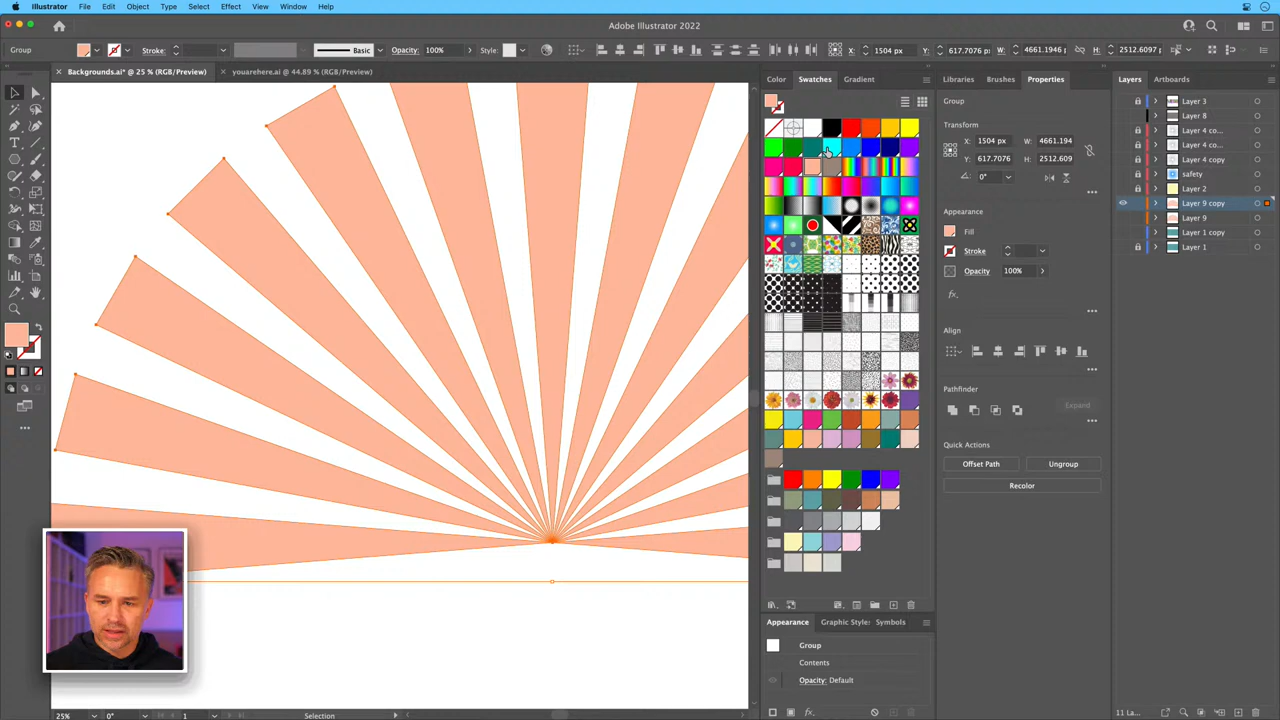 Illustrator File Edit Object Type Select Effect View Window Help
Adobe Illustrator 2022
Group Stroke: Basic Opacity: 100% Style: X: 1504 px Y: 617.7076 W: 4661.1946 H: 2512.6097
Backgrounds.ai* @ 25 % (RGB/Preview) youarehere.ai @ 44.89 % (RGB/Preview)
Color Swatches Gradient
Libraries Brushes Properties
Layers Artboards
Group
Transform
X: 1504 px W: 4661.194
Y: 617.7076 H: 2512.609
0°
Appearance
Fill
Stroke
Opacity 100%
fx.
Align
Pathfinder
Expand
Quick Actions
Offset Path Ungroup
Recolor
Layer 3
Layer 8
Layer 4 co...
Layer 4 co...
Layer 4 copy
safety
Layer 2
Layer 9 copy
Layer 9
Layer 1 copy
Layer 1
Appearance Graphic Styles Symbols
Group
Contents
Opacity: Default
fx.
25% 0° 1 Selection
11 La...